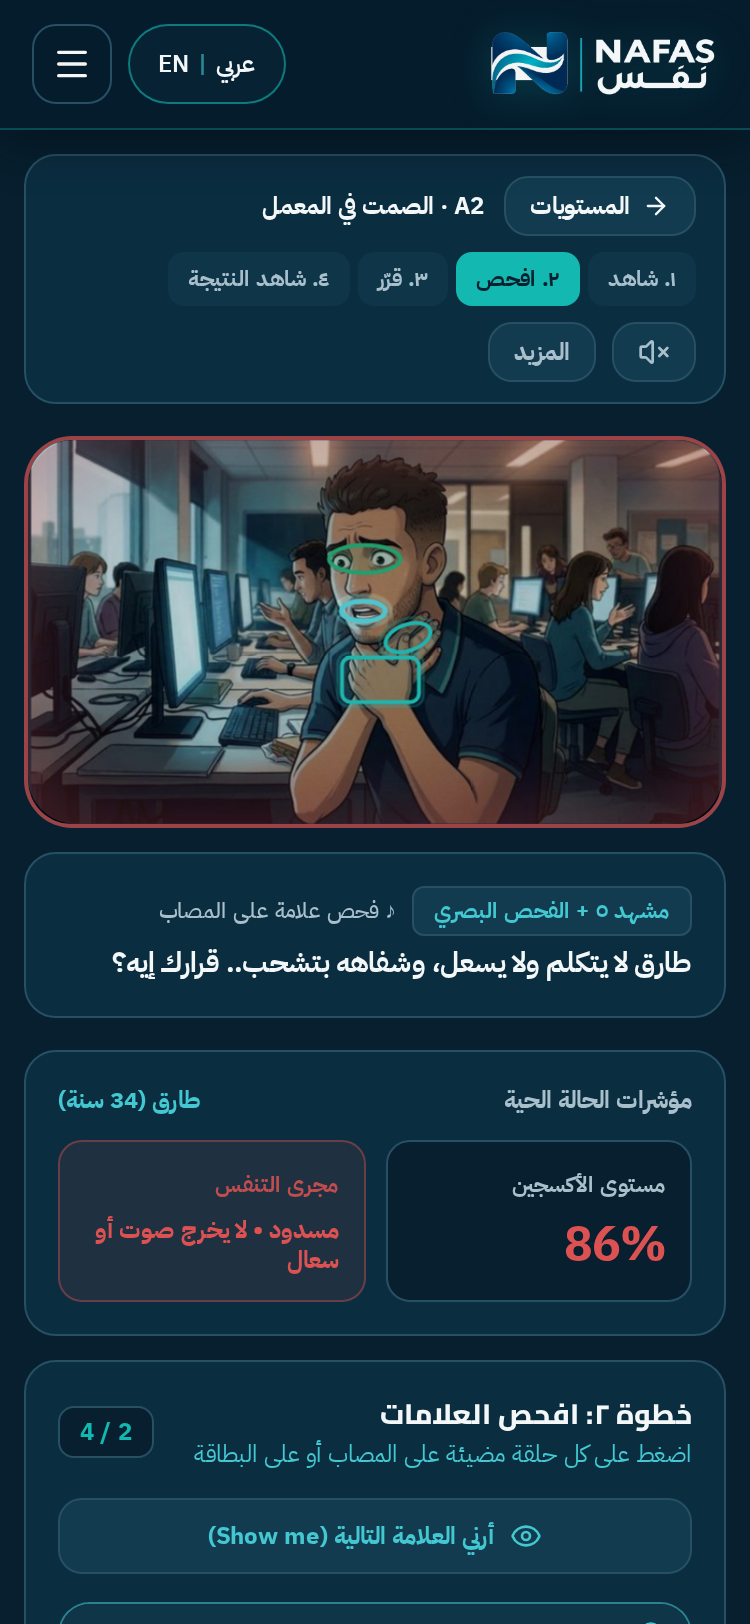 NAFAS
نَفَس
عربي | EN
المستويات
A2 · الصمت في المعمل
١. شاهد
٢. افحص
٣. قرّر
٤. شاهد النتيجة
المزيد
مشهد ٥ + الفحص البصري
♪ فحص علامة على المصاب
طارق لا يتكلم ولا يسعل، وشفاهه بتشحب.. قرارك إيه؟
مؤشرات الحالة الحية
طارق (34 سنة)
مستوى الأكسجين
86%
مجرى التنفس
مسدود • لا يخرج صوت أو
سعال
خطوة ٢: افحص العلامات
2 / 4
اضغط على كل حلقة مضيئة على المصاب أو على البطاقة
أرني العلامة التالية (Show me)